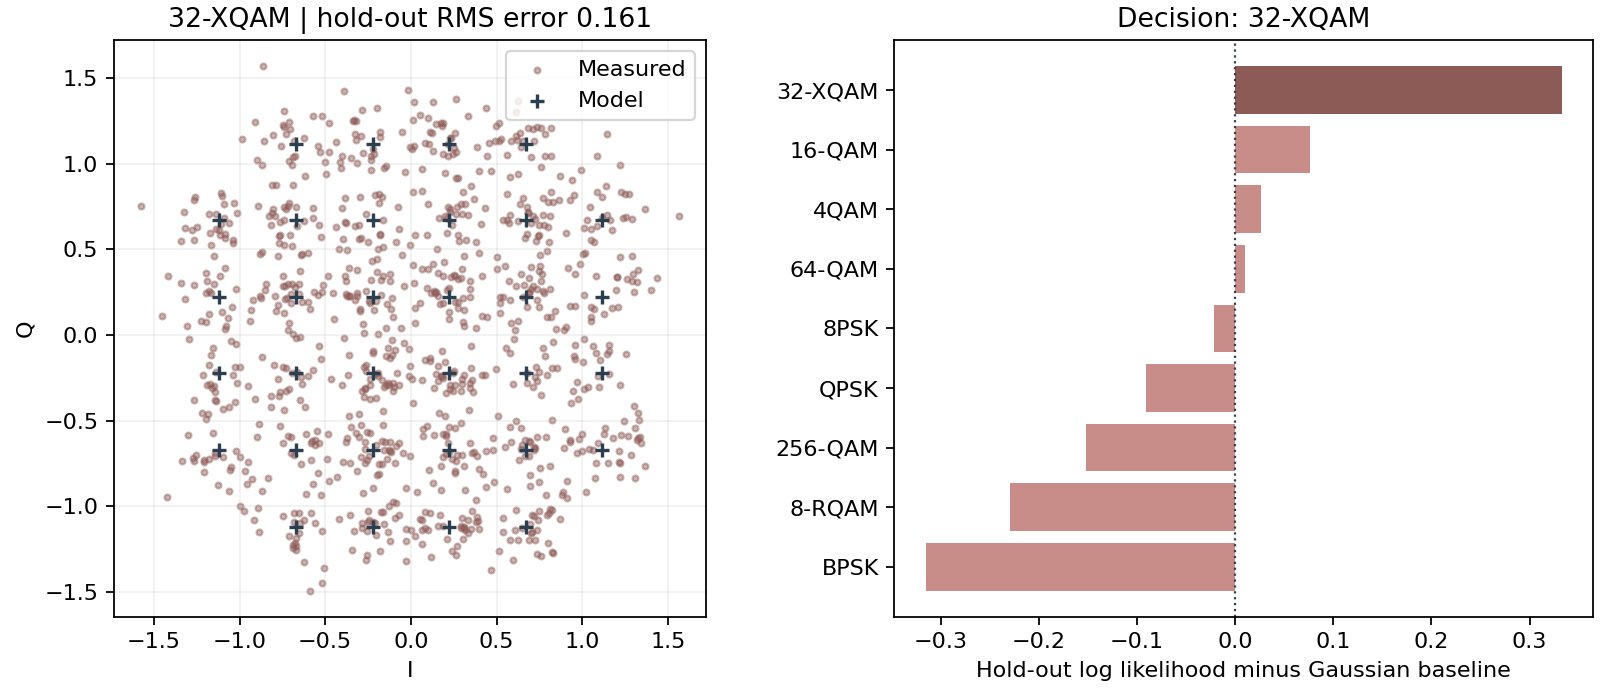 32-XQAM | hold-out RMS error 0.161
Measured
Model
1.5
1.0
0.5
0.0
−0.5
−1.0
−1.5
Q
−1.5
−1.0
−0.5
0.0
0.5
1.0
1.5
I
Decision: 32-XQAM
32-XQAM
16-QAM
4QAM
64-QAM
8PSK
QPSK
256-QAM
8-RQAM
BPSK
−0.3
−0.2
−0.1
0.0
0.1
0.2
0.3
Hold-out log likelihood minus Gaussian baseline